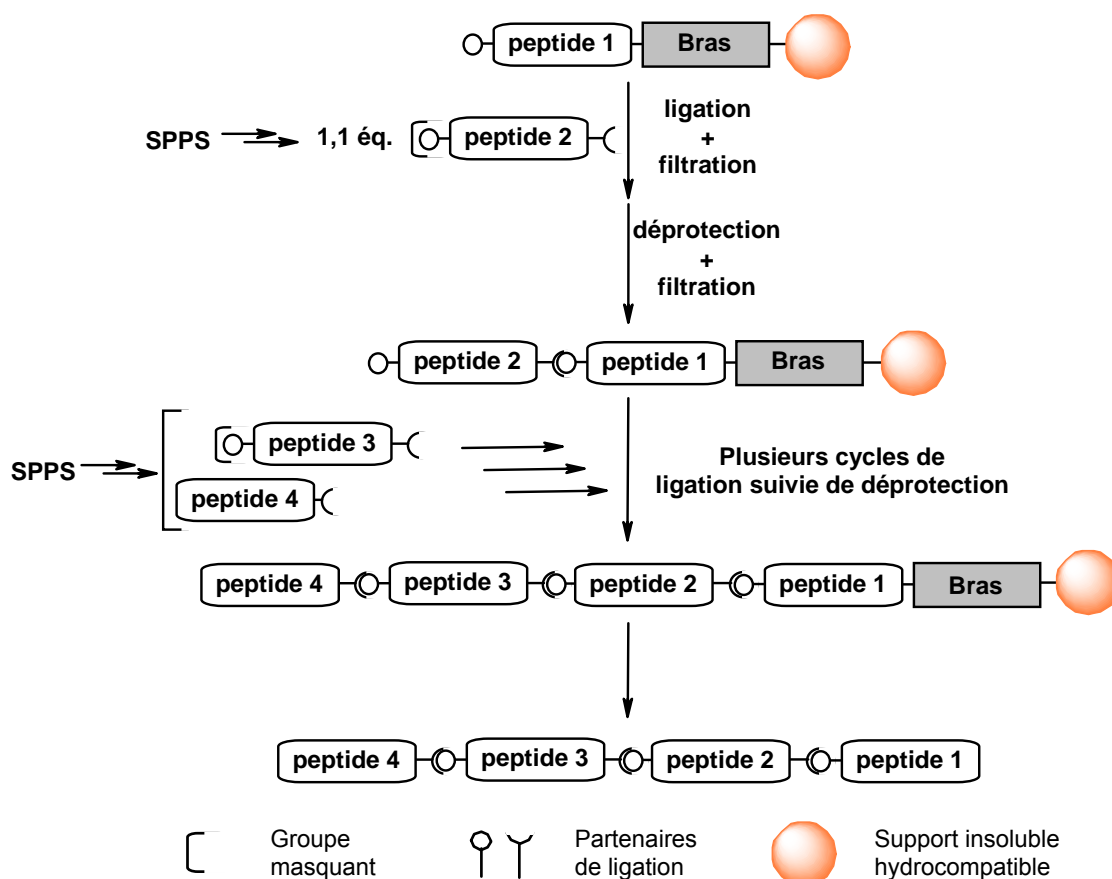 peptide 1 Bras
SPPS 1,1 éq. peptide 2
ligation
+
filtration
déprotection
+
filtration
peptide 2 peptide 1 Bras
SPPS
peptide 3
peptide 4
Plusieurs cycles de
ligation suivie de déprotection
peptide 4 peptide 3 peptide 2 peptide 1 Bras
peptide 4 peptide 3 peptide 2 peptide 1
Groupe
masquant
Partenaires
de ligation
Support insoluble
hydrocompatible